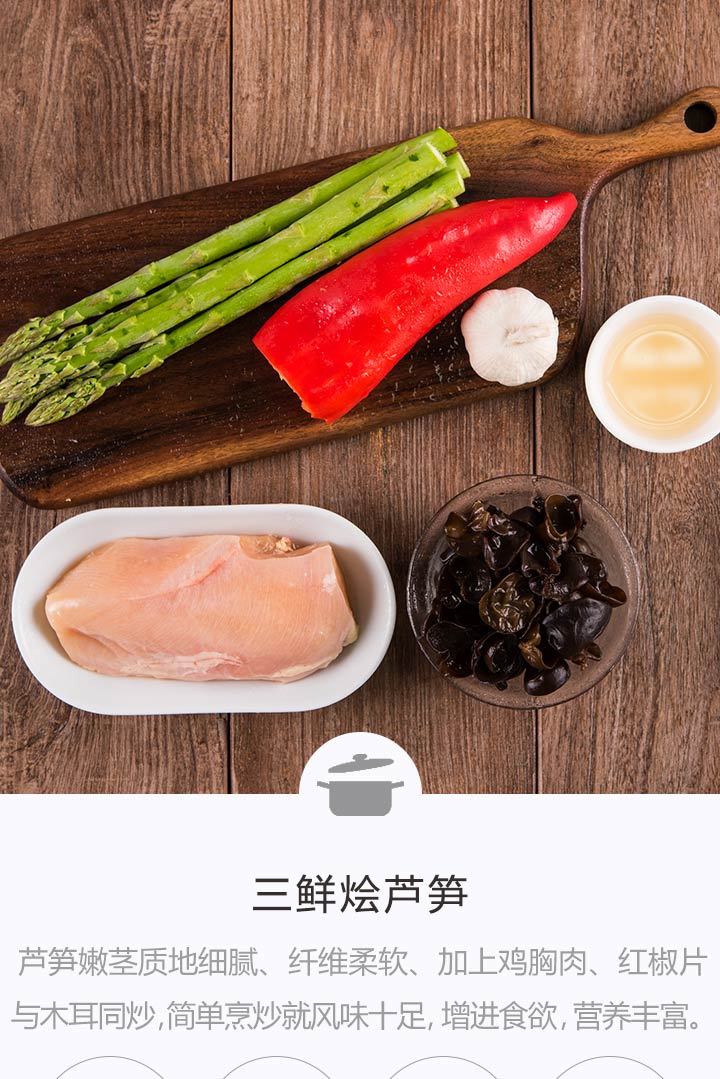 三鲜烩芦笋
芦笋嫩茎质地细腻、纤维柔软、加上鸡胸肉、红椒片
与木耳同炒,简单烹炒就风味十足, 增进食欲, 营养丰富。